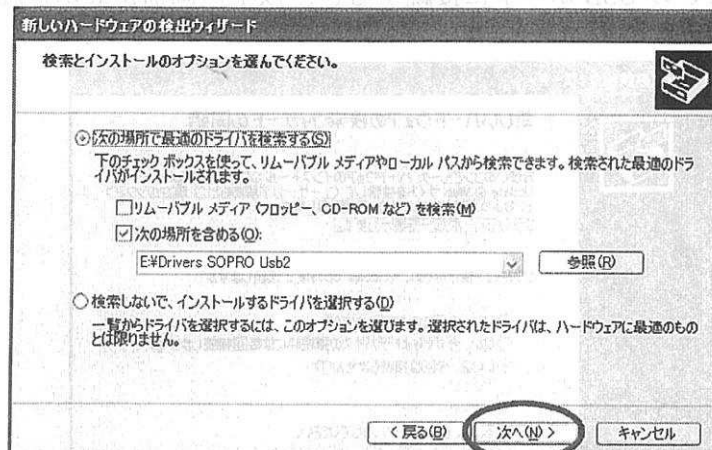 新しいハードウェアの検出ウィザード
検索とインストールのオプションを選んでください。
次の場所で最適のドライバを検索する(S)
下のチェック ボックスを使って、リムーバブル メディアやローカル パスから検索できます。検索された最適のドラ
イバがインストールされます。
リムーバブル メディア (フロッピー、CD-ROM など) を検索(M)
次の場所を含める(O):
E:¥Drivers SOPRO Usb2
参照(R)
検索しないで、インストールするドライバを選択する(D)
一覧からドライバを選択するには、このオプションを選びます。選択されたドライバは、ハードウェアに最適のもの
とは限りません。
< 戻る(B) 次へ(N) > キャンセル